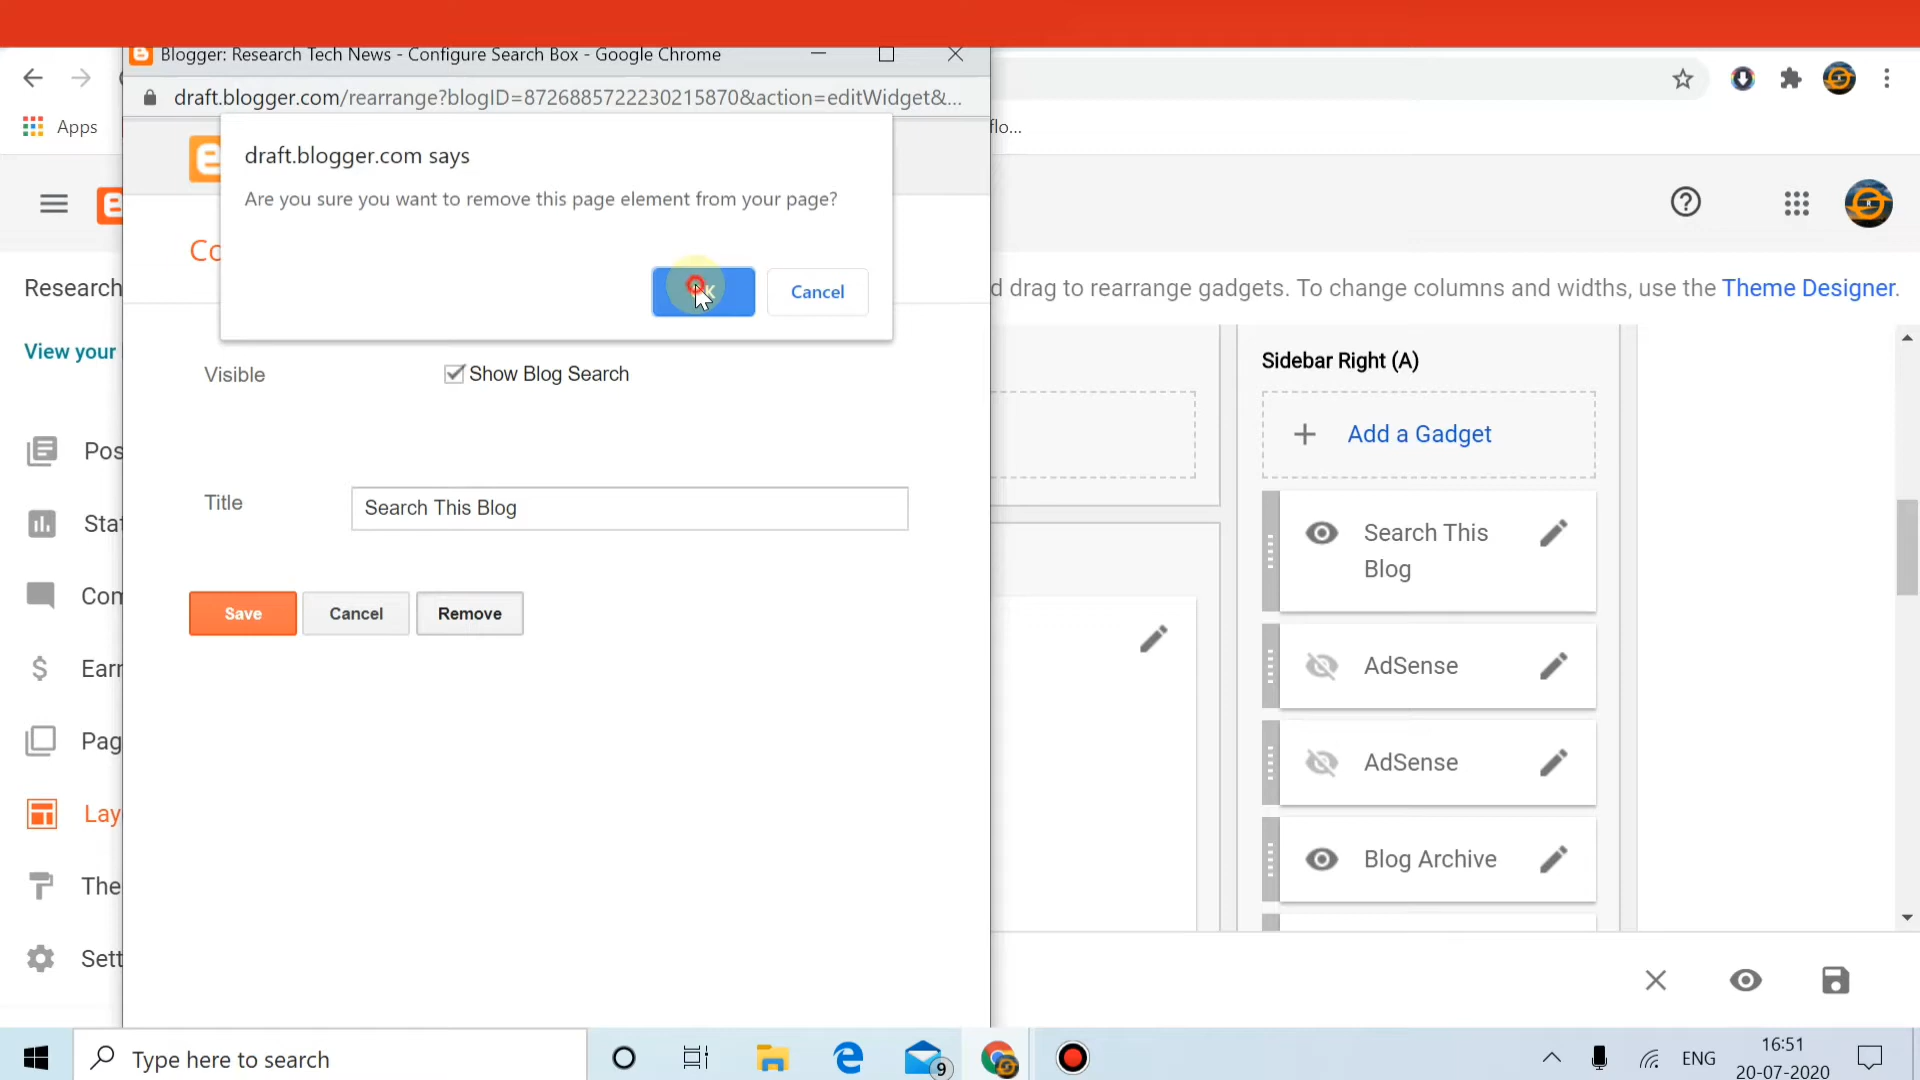 Blogger: Research Tech News - Configure Search Box - Google Chrome
draft.blogger.com/rearrange?blogID=8726885722230215870&action=editWidget&...
Apps
flo...
draft.blogger.com says
Are you sure you want to remove this page element from your page?
Cancel
Co
Research
d drag to rearrange gadgets. To change columns and widths, use the Theme Designer.
View your
Visible
Show Blog Search
Sidebar Right (A)
Add a Gadget
Pos
Title
Search This Blog
Stat
Search This
Blog
Com
Save
Cancel
Remove
Earn
AdSense
Pag
AdSense
Lay
Blog Archive
The
Sett
Type here to search
9
ENG
16:51
20-07-2020